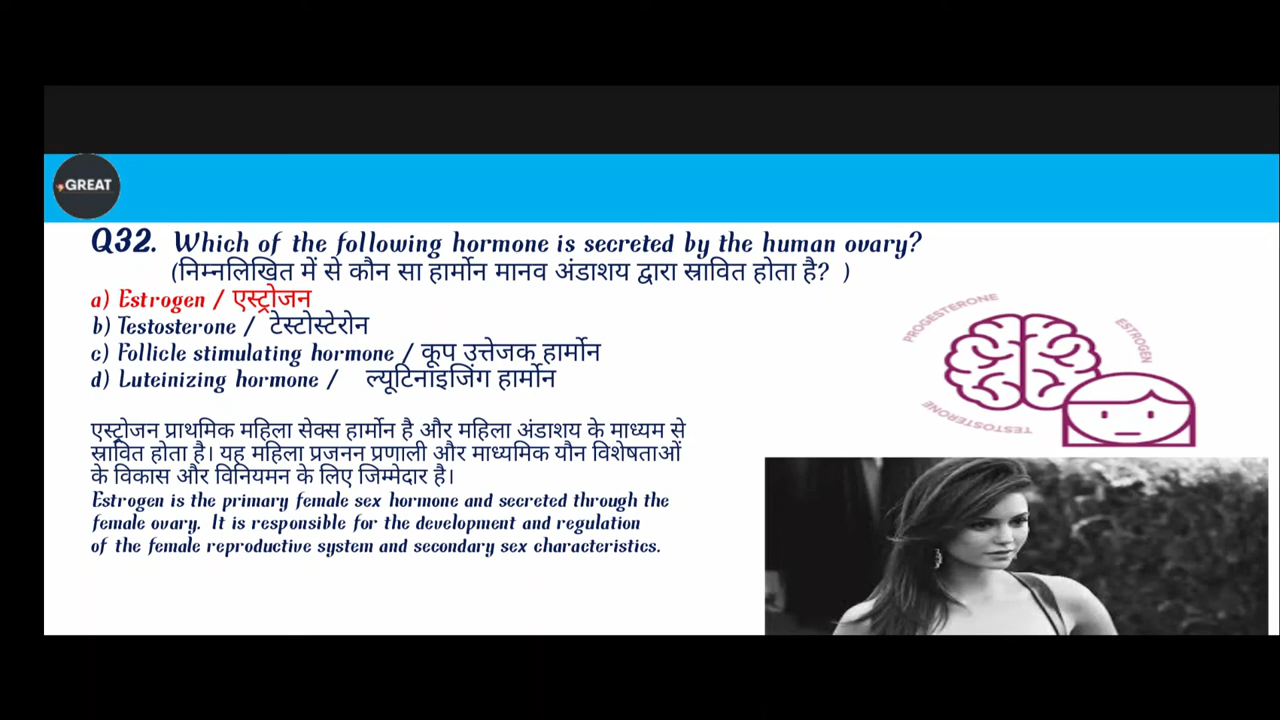 GREAT
Q32. Which of the following hormone is secreted by the human ovary?
(निम्नलिखित में से कौन सा हार्मोन मानव अंडाशय द्वारा स्रावित होता है? )
a) Estrogen / एस्ट्रोजन
b) Testosterone / टेस्टोस्टेरोन
c) Follicle stimulating hormone / कूप उत्तेजक हार्मोन
d) Luteinizing hormone / ल्यूटिनाइजिंग हार्मोन
PROGESTERONE
ESTROGEN
TESTOSTERONE
एस्ट्रोजन प्राथमिक महिला सेक्स हार्मोन है और महिला अंडाशय के माध्यम से
स्रावित होता है। यह महिला प्रजनन प्रणाली और माध्यमिक यौन विशेषताओं
के विकास और विनियमन के लिए जिम्मेदार है।
Estrogen is the primary female sex hormone and secreted through the
female ovary. It is responsible for the development and regulation
of the female reproductive system and secondary sex characteristics.